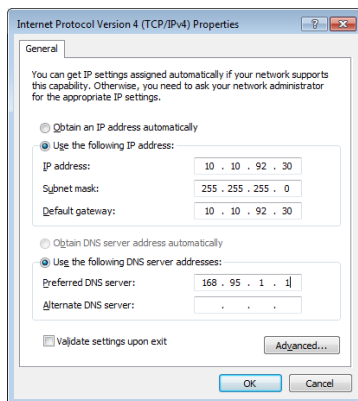 Internet Protocol Version 4 (TCP/IPv4) Properties
General
You can get IP settings assigned automatically if your network supports
this capability. Otherwise, you need to ask your network administrator
for the appropriate IP settings.
Obtain an IP address automatically
Use the following IP address:
IP address: 10 . 10 . 92 . 30
Subnet mask: 255 . 255 . 255 . 0
Default gateway: 10 . 10 . 92 . 30
Obtain DNS server address automatically
Use the following DNS server addresses:
Preferred DNS server: 168 . 95 . 1 . 1
Alternate DNS server: . . .
Validate settings upon exit
Advanced...
OK Cancel